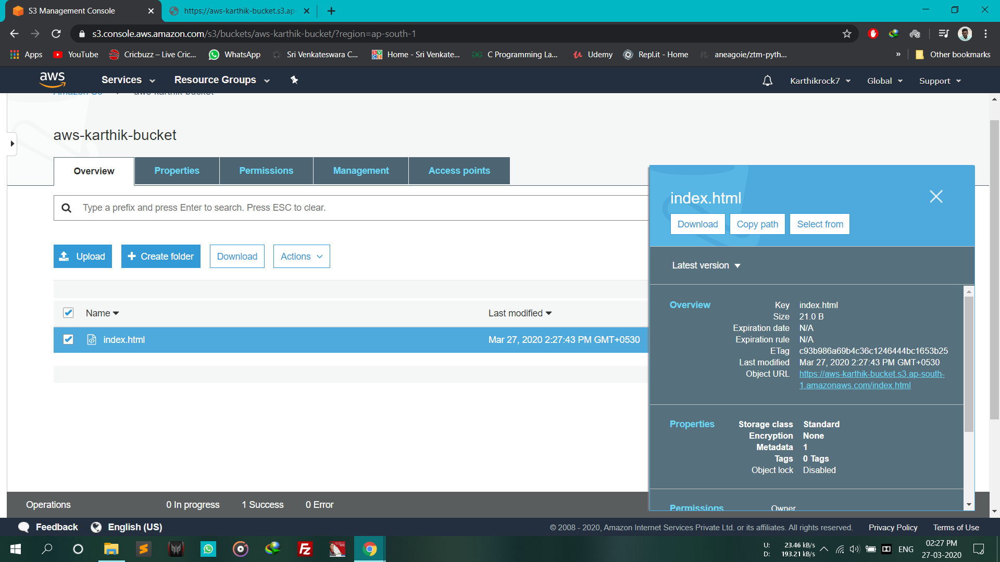 S3 Management Console
https://aws-karthik-bucket.s3.ap-
s3.console.aws.amazon.com/s3/buckets/aws-karthik-bucket/?region=ap-south-1
Apps YouTube Cricbuzz – Live Cric... WhatsApp Sri Venkateswara C... Home - Sri Venkate... C Programming La... Udemy Repl.it - Home aneagoie/ztm-pyth... » Other bookmarks
aws Services Resource Groups Karthikrock7 Global Support
Amazon S3 aws-karthik-bucket
aws-karthik-bucket
Overview Properties Permissions Management Access points
Type a prefix and press Enter to search. Press ESC to clear.
Upload + Create folder Download Actions
Name Last modified
index.html Mar 27, 2020 2:27:43 PM GMT+0530
index.html
Download Copy path Select from
Latest version
Overview Key index.html
Size 21.0 B
Expiration date N/A
Expiration rule N/A
ETag c93b986a69b4c36c1246444bc1653b25
Last modified Mar 27, 2020 2:27:43 PM GMT+0530
Object URL https://aws-karthik-bucket.s3.ap-south-
1.amazonaws.com/index.html
Properties Storage class Standard
Encryption None
Metadata 1
Tags 0 Tags
Object lock Disabled
Permissions Owner
Operations 0 In progress 1 Success 0 Error
Feedback English (US) © 2008 - 2020, Amazon Internet Services Private Ltd. or its affiliates. All rights reserved. Privacy Policy Terms of Use
U: 23.46 kB/s
D: 193.21 kB/s
ENG
02:27 PM
27-03-2020